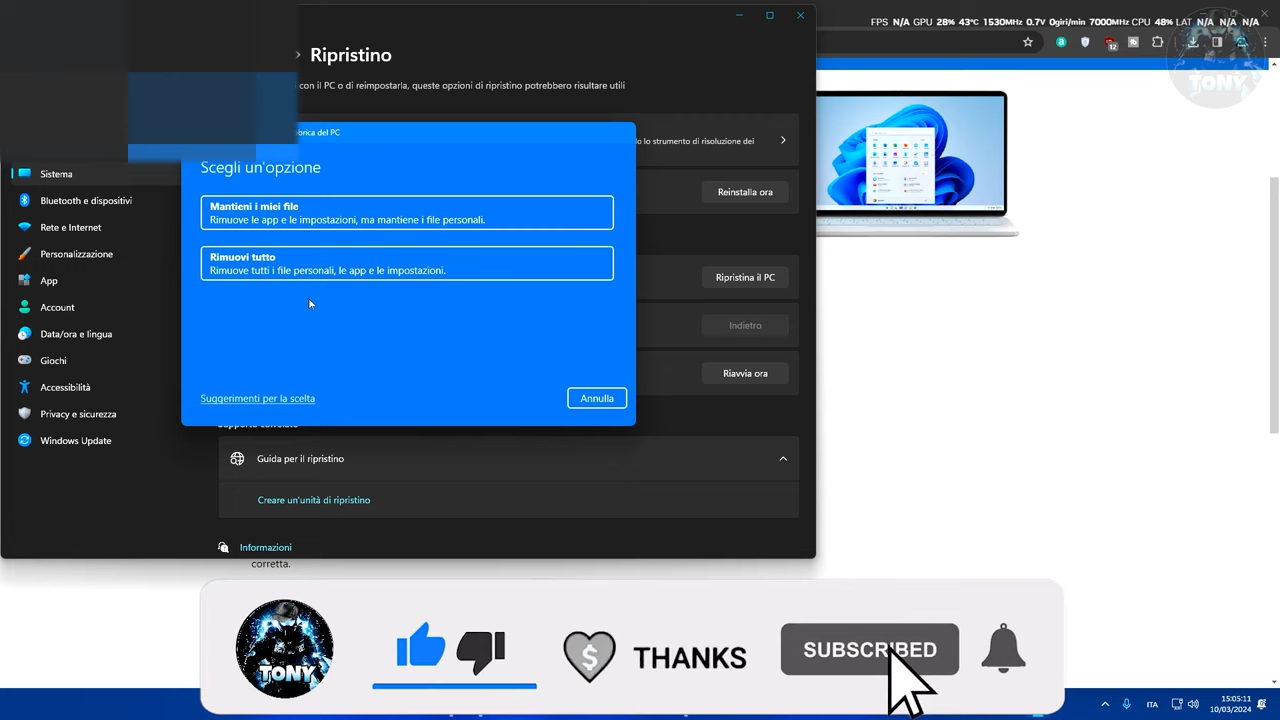 FPS N/A GPU 28% 43°C 1530MHz 0.7V 0giri/min 7000MHz CPU 48% LAT N/A N/A N/A
12
TONY
Ripristino
con il PC o di reimpostarla, queste opzioni di ripristino potrebbero risultare utili
brica del PC
lo strumento di risoluzione dei
Scegli un'opzione
Sistema
Mantieni i miei file
Rimuove le app e le impostazioni, ma mantiene i file personali.
Reinstalla ora
Bluetooth e dispositivi
Rete e Internet
Personalizzazione
Rimuovi tutto
Rimuove tutti i file personali, le app e le impostazioni.
Ripristina il PC
App
Account
Indietro
Data/ora e lingua
Giochi
Riavvia ora
Accessibilità
Suggerimenti per la scelta
Annulla
Privacy e sicurezza
Supporto correlato
Windows Update
Guida per il ripristino
Creare un'unità di ripristino
Informazioni
corretta.
TONY
THANKS
SUBSCRIBED
ITA
15:05:11
10/03/2024